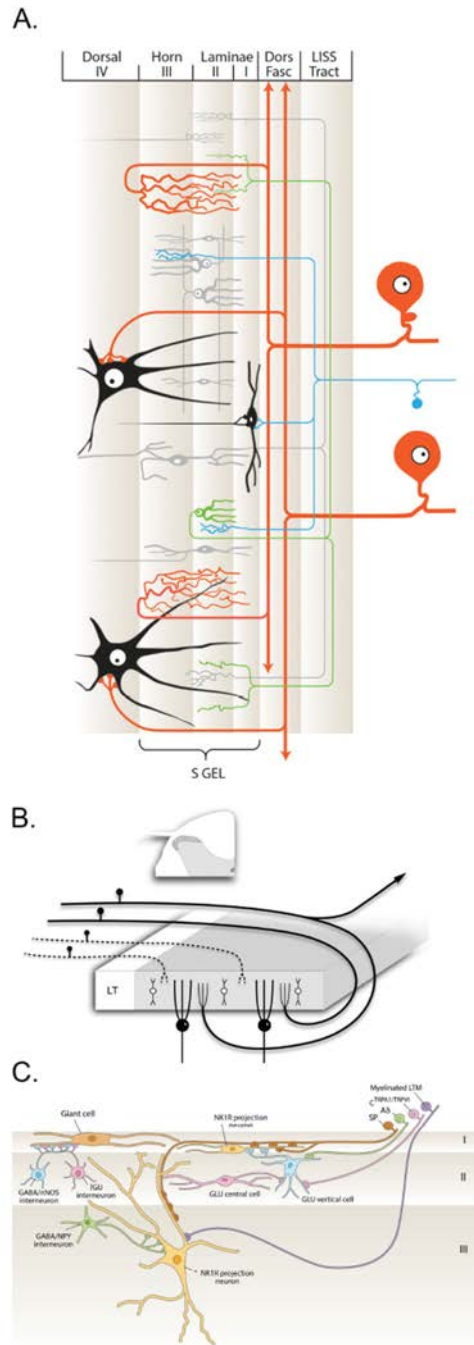 A.
Dorsal Horn Laminae Dors LISS
IV III II I Fasc Tract
S GEL
B.
LT
C.
Myelinated LTM
C TRPA1/TRPV1
Aδ
SP
Giant cell
NK1R projection
I
GABA/nNOS
interneuron
interneuron
GLU central cell
GLU vertical cell
II
GABA/NPY
interneuron
NK1R projection
neuron
III